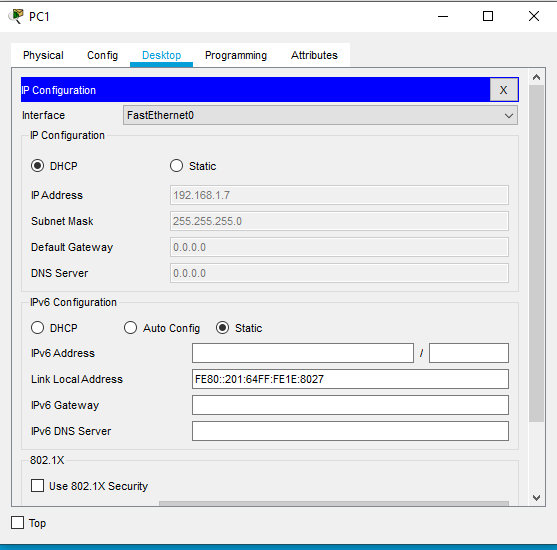 PC1
Physical Config Desktop Programming Attributes
IP Configuration X
Interface FastEthernet0
IP Configuration
DHCP Static
IP Address 192.168.1.7
Subnet Mask 255.255.255.0
Default Gateway 0.0.0.0
DNS Server 0.0.0.0
IPv6 Configuration
DHCP Auto Config Static
IPv6 Address /
Link Local Address FE80::201:64FF:FE1E:8027
IPv6 Gateway
IPv6 DNS Server
802.1X
Use 802.1X Security
Top